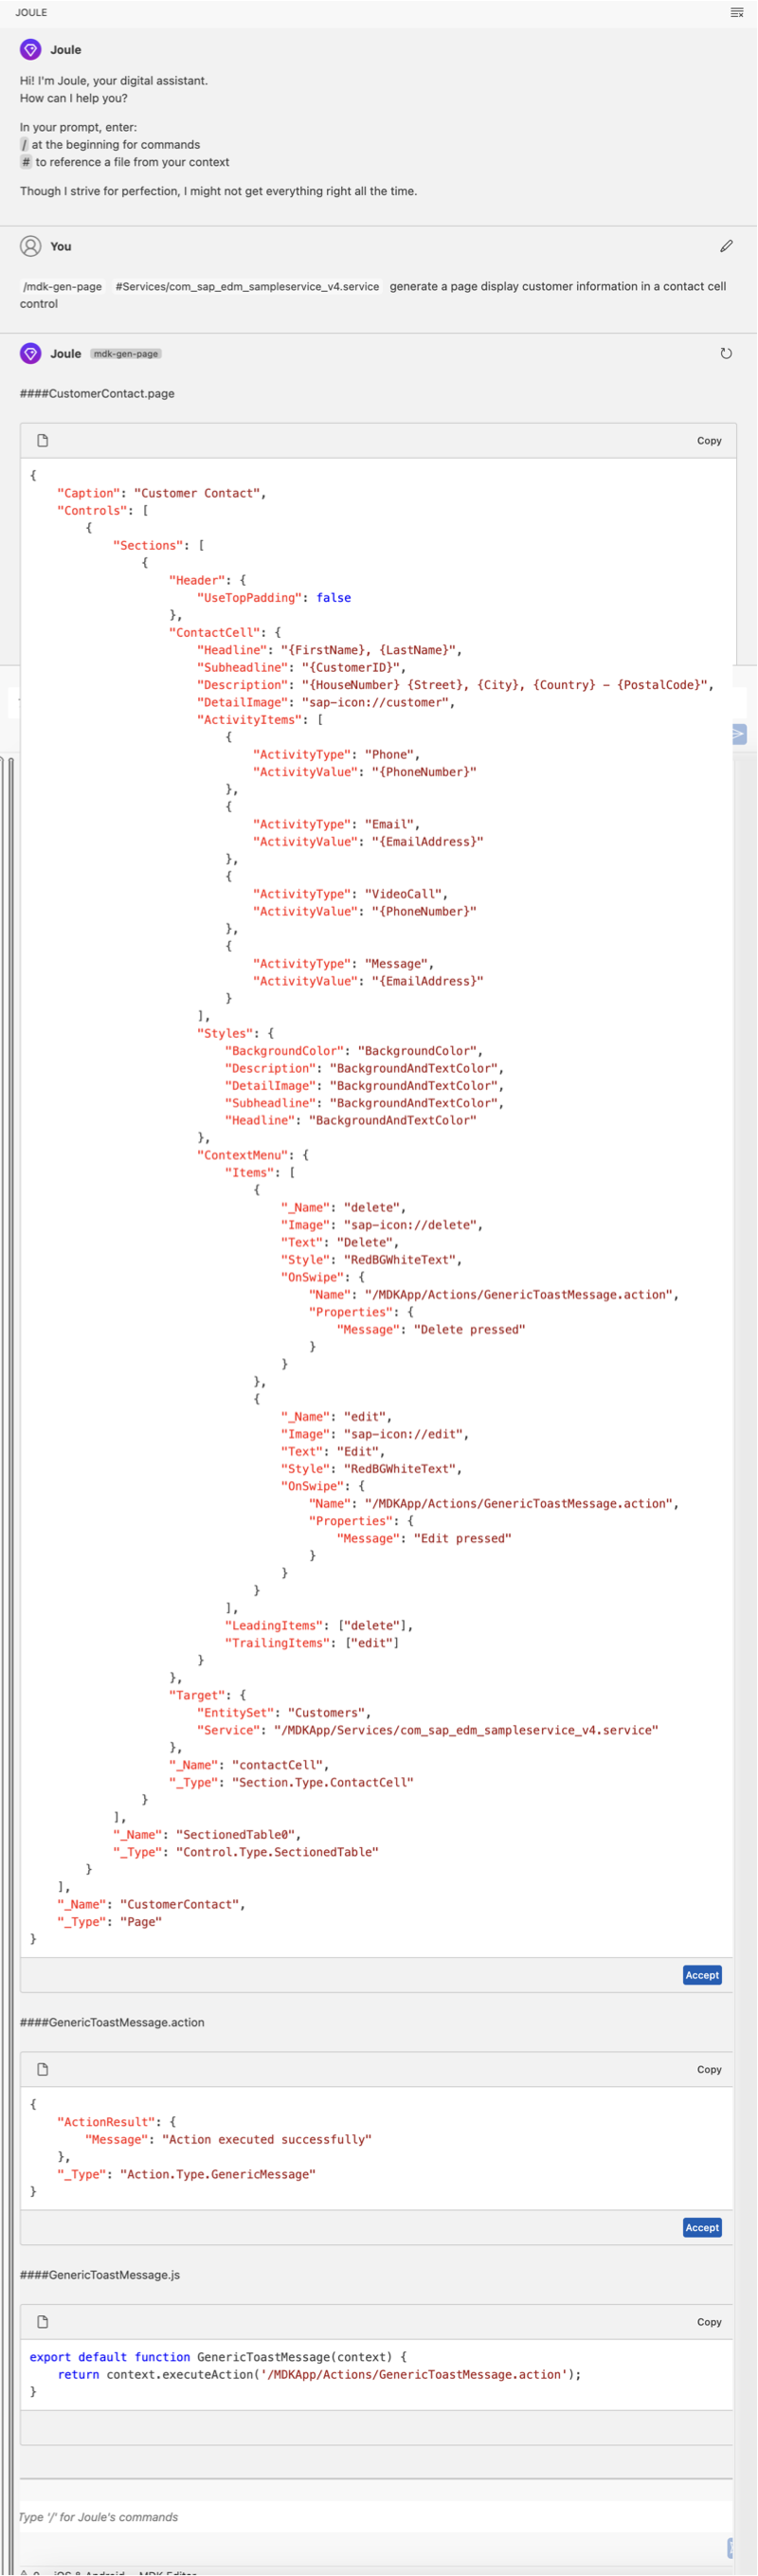 JOULE
Joule
Hi! I'm Joule, your digital assistant.
How can I help you?
In your prompt, enter:
/ at the beginning for commands
# to reference a file from your context
Though I strive for perfection, I might not get everything right all the time.
You
/mdk-gen-page #Services/com_sap_edm_sampleservice_v4.service generate a page display customer information in a contact cell
control
Joule mdk-gen-page
####CustomerContact.page
Copy
{
    "Caption": "Customer Contact",
    "Controls": [
        {
            "Sections": [
                {
                    "Header": {
                        "UseTopPadding": false
                    },
                    "ContactCell": {
                        "Headline": "{FirstName}, {LastName}",
                        "Subheadline": "{CustomerID}",
                        "Description": "{HouseNumber} {Street}, {City}, {Country} – {PostalCode}",
                        "DetailImage": "sap-icon://customer",
                        "ActivityItems": [
                            {
                                "ActivityType": "Phone",
                                "ActivityValue": "{PhoneNumber}"
                            },
                            {
                                "ActivityType": "Email",
                                "ActivityValue": "{EmailAddress}"
                            },
                            {
                                "ActivityType": "VideoCall",
                                "ActivityValue": "{PhoneNumber}"
                            },
                            {
                                "ActivityType": "Message",
                                "ActivityValue": "{EmailAddress}"
                            }
                        ],
                        "Styles": {
                            "BackgroundColor": "BackgroundColor",
                            "Description": "BackgroundAndTextColor",
                            "DetailImage": "BackgroundAndTextColor",
                            "Subheadline": "BackgroundAndTextColor",
                            "Headline": "BackgroundAndTextColor"
                        },
                        "ContextMenu": {
                            "Items": [
                                {
                                    "_Name": "delete",
                                    "Image": "sap-icon://delete",
                                    "Text": "Delete",
                                    "Style": "RedBGWhiteText",
                                    "OnSwipe": {
                                        "Name": "/MDKApp/Actions/GenericToastMessage.action",
                                        "Properties": {
                                            "Message": "Delete pressed"
                                        }
                                    }
                                },
                                {
                                    "_Name": "edit",
                                    "Image": "sap-icon://edit",
                                    "Text": "Edit",
                                    "Style": "RedBGWhiteText",
                                    "OnSwipe": {
                                        "Name": "/MDKApp/Actions/GenericToastMessage.action",
                                        "Properties": {
                                            "Message": "Edit pressed"
                                        }
                                    }
                                }
                            ],
                            "LeadingItems": ["delete"],
                            "TrailingItems": ["edit"]
                        }
                    },
                    "Target": {
                        "EntitySet": "Customers",
                        "Service": "/MDKApp/Services/com_sap_edm_sampleservice_v4.service"
                    },
                    "_Name": "contactCell",
                    "_Type": "Section.Type.ContactCell"
                }
            ],
            "_Name": "SectionedTable0",
            "_Type": "Control.Type.SectionedTable"
        }
    ],
    "_Name": "CustomerContact",
    "_Type": "Page"
}
Accept
####GenericToastMessage.action
Copy
{
    "ActionResult": {
        "Message": "Action executed successfully"
    },
    "_Type": "Action.Type.GenericMessage"
}
Accept
####GenericToastMessage.js
Copy
export default function GenericToastMessage(context) {
    return context.executeAction('/MDKApp/Actions/GenericToastMessage.action');
}
Type '/' for Joule's commands